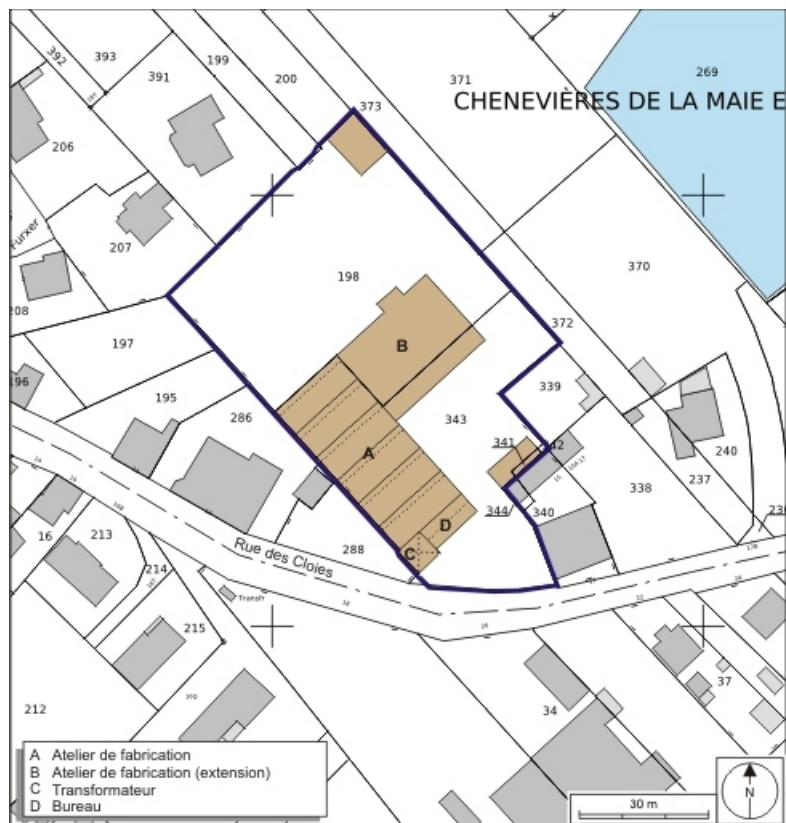 392
393
199
391
200
373
371
269
CHENEVIÈRES DE LA MAIE E
206
207
198
370
Furxer
208
197
372
B
196
195
339
286
343
A
341
342
240
237
338
344
340
D
C
16
213
Rue des Cloies
288
214
Transfr
215
212
34
37
A Atelier de fabrication
B Atelier de fabrication (extension)
C Transformateur
D Bureau
30 m
N